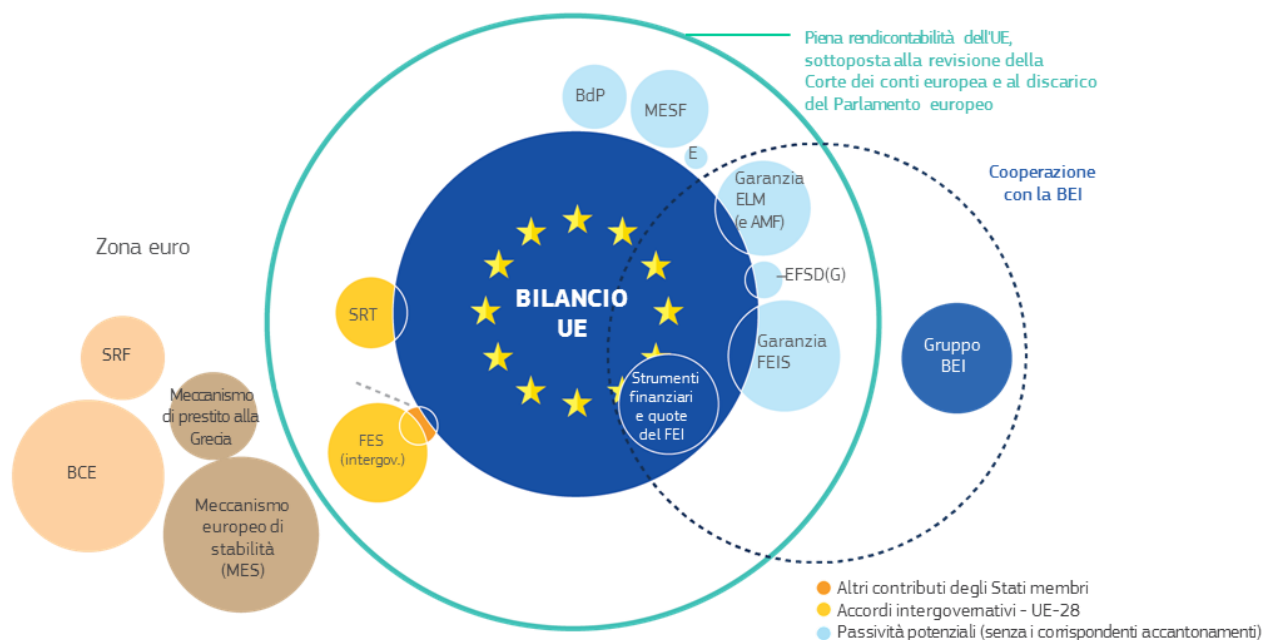 Piena rendicontabilità dell'UE,
sottoposta alla revisione della
Corte dei conti europea e al discarico
del Parlamento europeo
BdP
MESF
E
Garanzia
ELM
(e AMF)
Cooperazione
con la BEI
Zona euro
EFSD(G)
BILANCIO
UE
SRT
SRF
Garanzia
FEIS
Gruppo
BEI
Strumenti
finanziari
e quote
del FEI
Meccanismo
di prestito alla
Grecia
FES
(intergov.)
BCE
Meccanismo
europeo di
stabilità
(MES)
Altri contributi degli Stati membri
Accordi intergovernativi - UE-28
Passività potenziali (senza i corrispondenti accantonamenti)